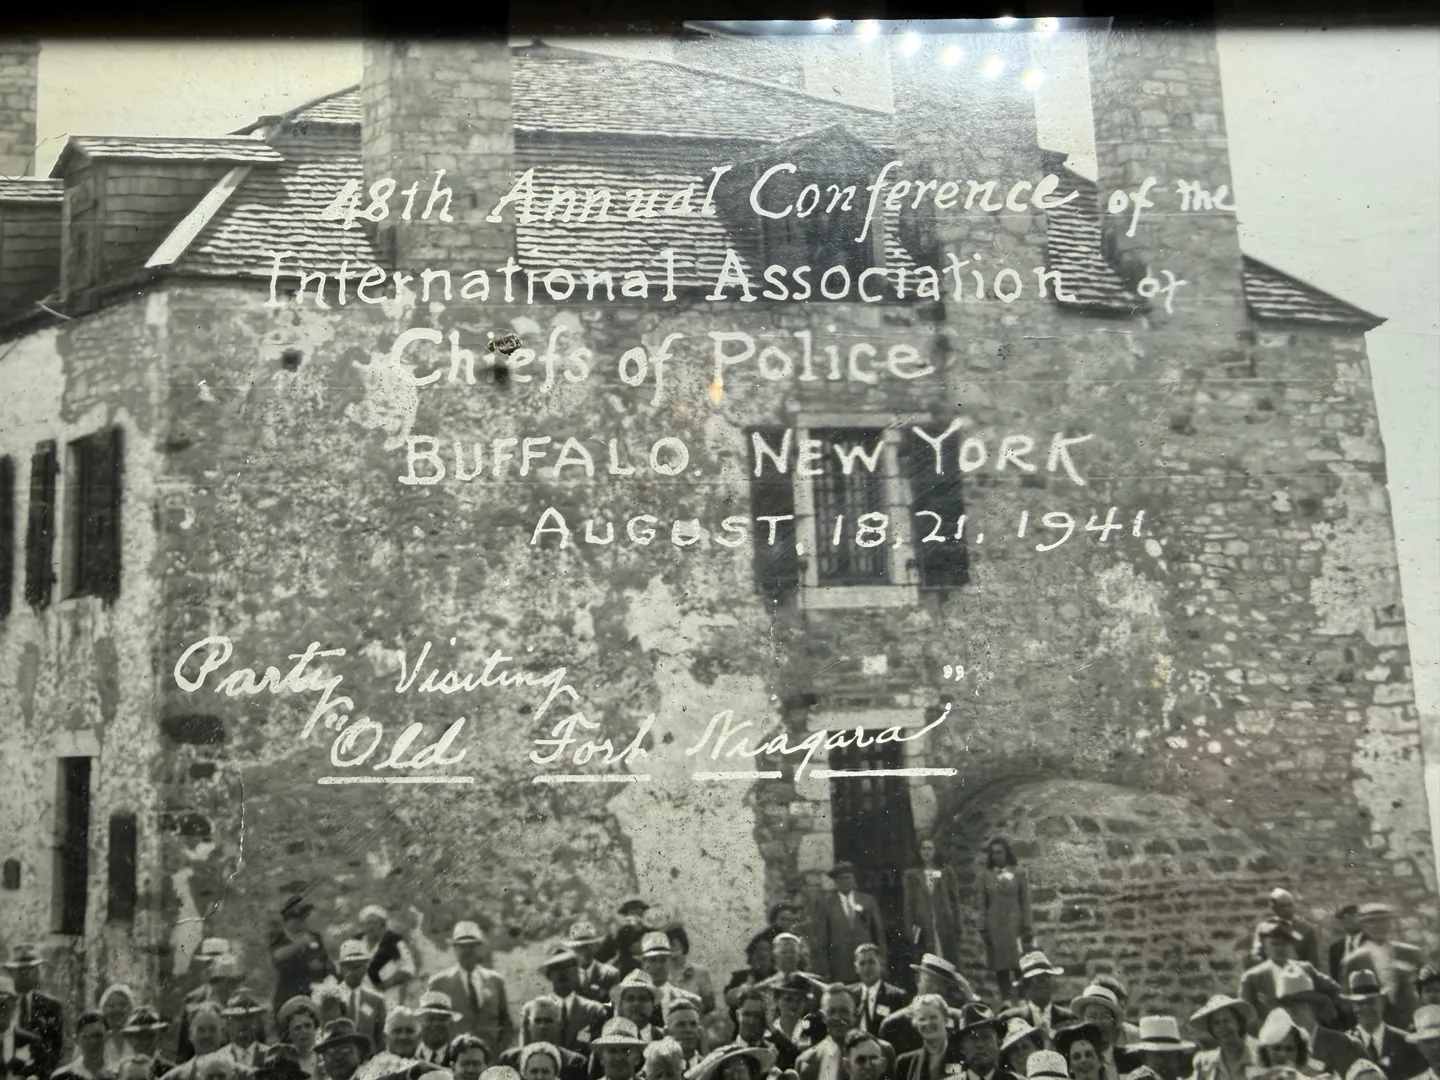 48th Annual Conference of the
International Association of
Chiefs of Police
BUFFALO. NEW YORK
AUGUST, 18, 21, 1941.
Party Visiting
"Old Fort Niagara"